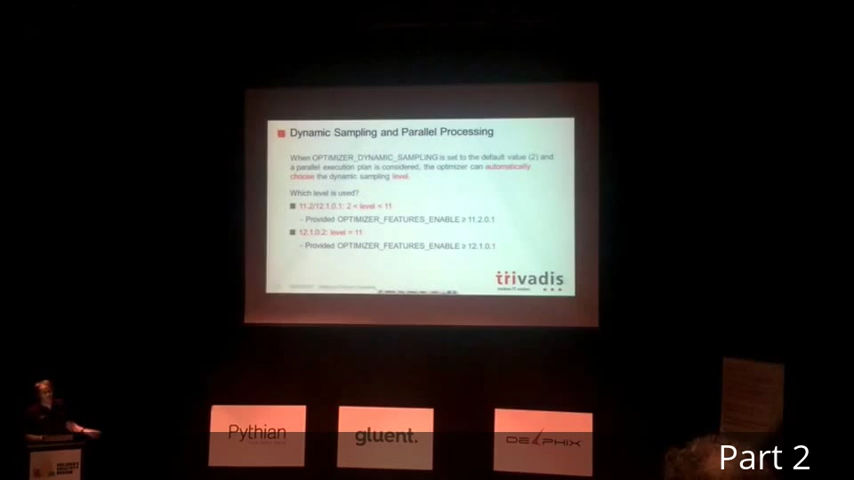 Dynamic Sampling and Parallel Processing
When OPTIMIZER_DYNAMIC_SAMPLING is set to the default value (2) and
a parallel execution plan is considered, the optimizer can automatically
choose the dynamic sampling level.
Which level is used?
11.2/12.1.0.1: 2 < level < 11
- Provided OPTIMIZER_FEATURES_ENABLE ≥ 11.2.0.1
12.1.0.2: level = 11
- Provided OPTIMIZER_FEATURES_ENABLE ≥ 12.1.0.1
trivadis
Pythian
gluent.
DELPHIX
Part 2